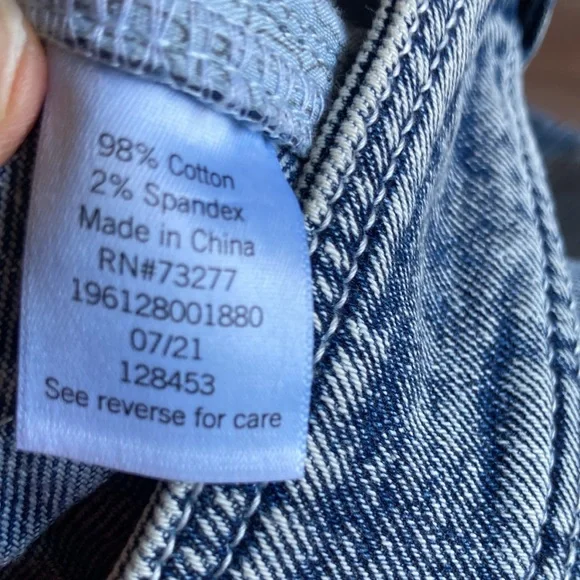 98% Cotton
2% Spandex
Made in China
RN#73277
196128001880
07/21
128453
See reverse for care